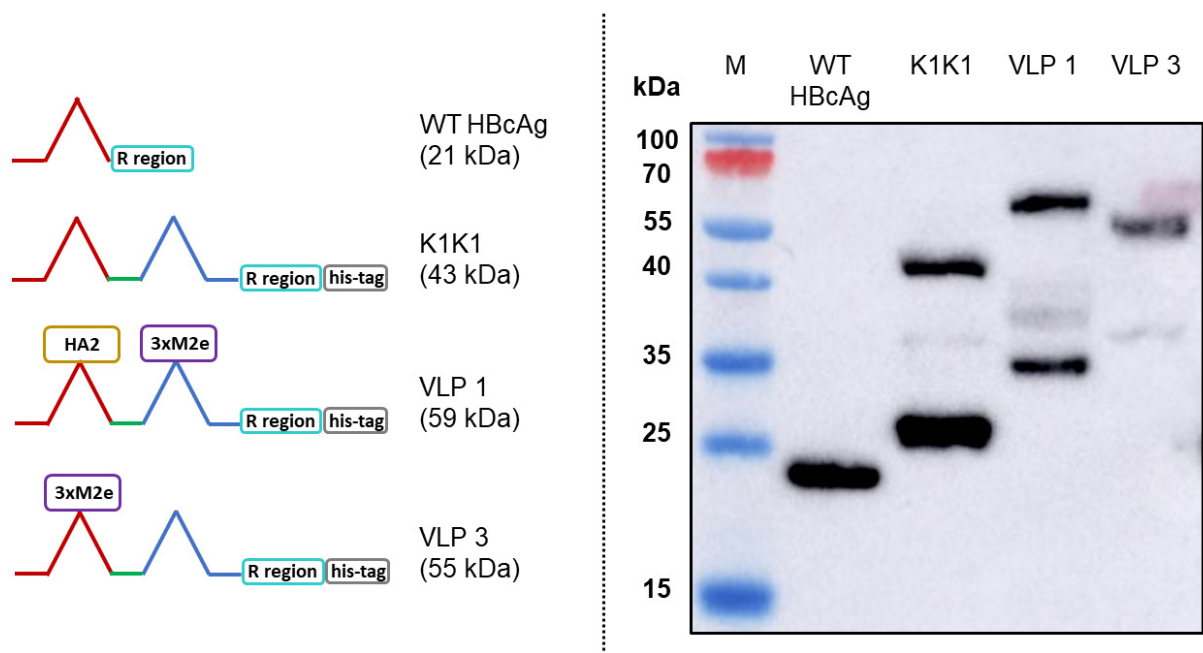 R region
WT HBcAg
(21 kDa)
R region
his-tag
K1K1
(43 kDa)
HA2
3xM2e
R region
his-tag
VLP 1
(59 kDa)
3xM2e
R region
his-tag
VLP 3
(55 kDa)
kDa
M
WT
HBcAg
K1K1
VLP 1
VLP 3
100
70
55
40
35
25
15